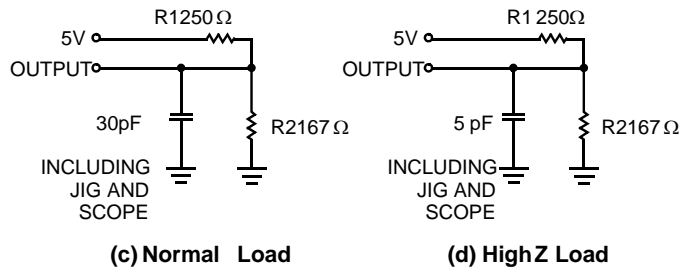 R1250Ω
5V
OUTPUT
30pF
R2167Ω
INCLUDING
JIG AND
SCOPE
(c) Normal Load
R1 250Ω
5V
OUTPUT
5 pF
R2167Ω
INCLUDING
JIG AND
SCOPE
(d) High Z Load